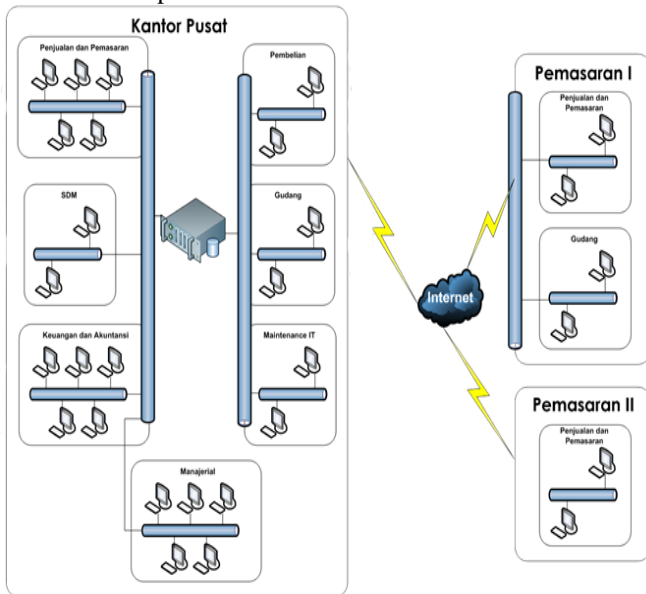 Kantor Pusat
Penjualan dan Pemasaran
Pembelian
SDM
Gudang
Keuangan dan Akuntansi
Maintenance IT
Manajerial
Internet
Pemasaran I
Penjualan dan
Pemasaran
Gudang
Pemasaran II
Penjualan dan
Pemasaran